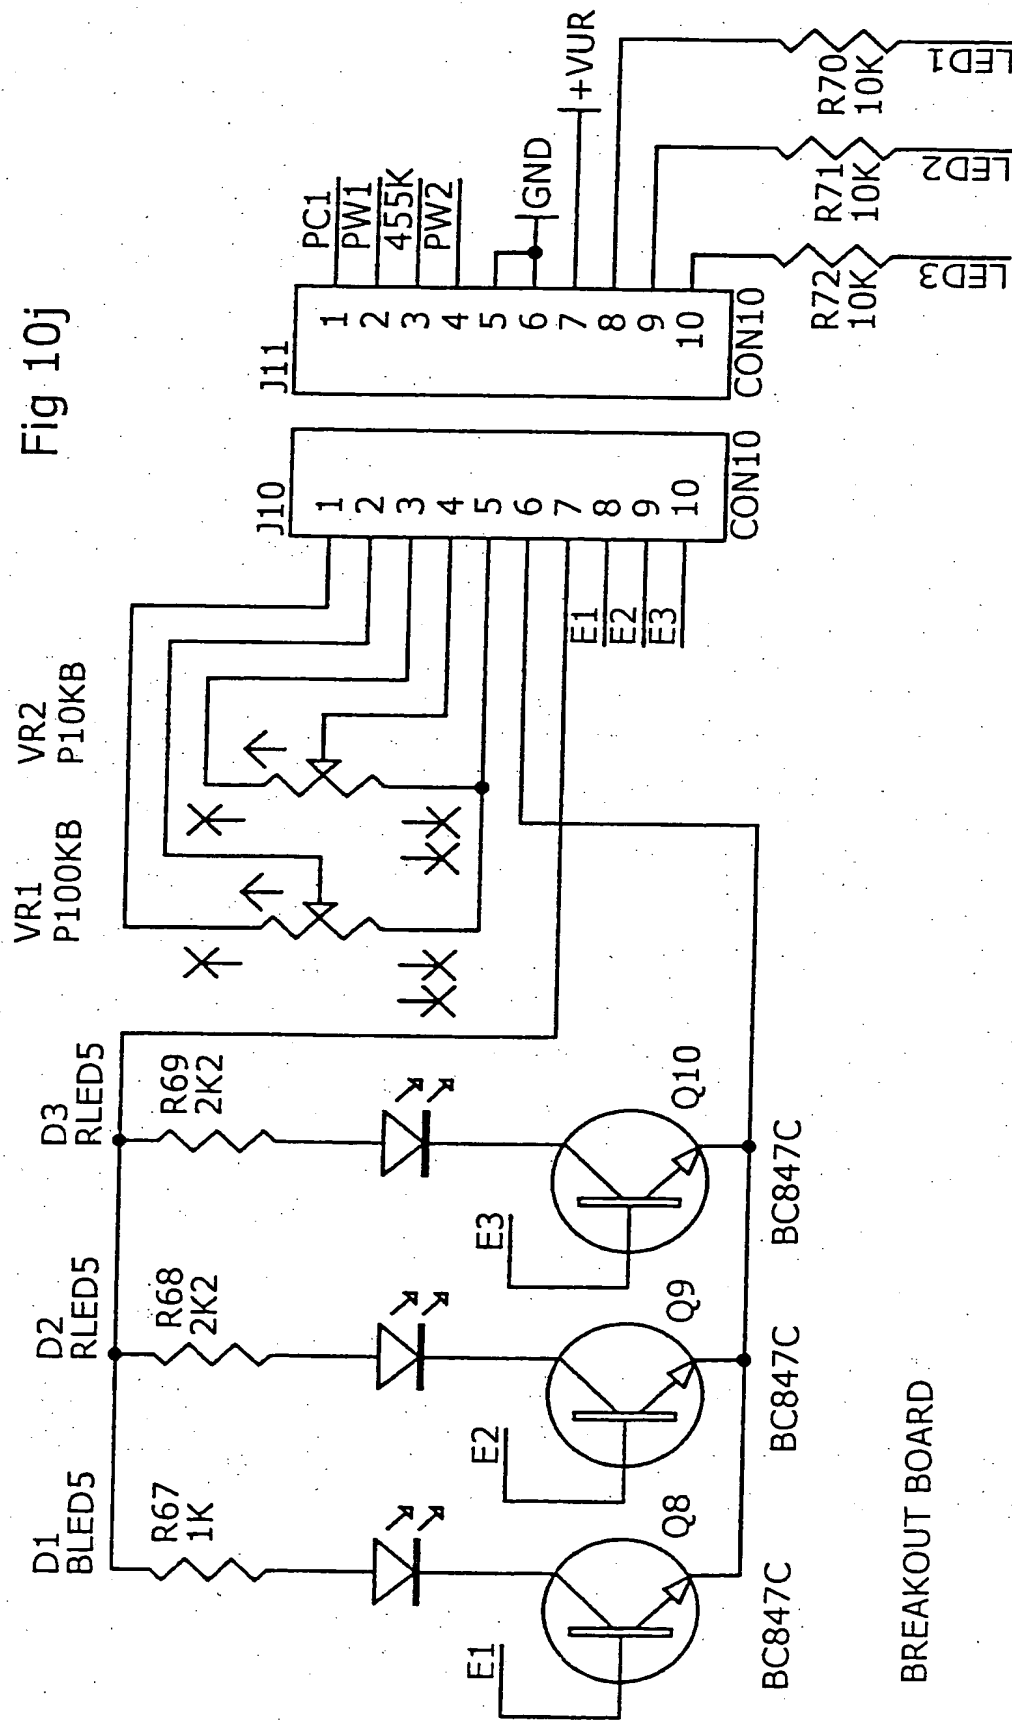 Fig 10j
VR1
P100KB
VR2
P10KB
D1
BLED5
D2
RLED5
D3
RLED5
R67
1K
R68
2K2
R69
2K2
E1
E2
E3
Q8
Q9
Q10
BC847C
BC847C
BC847C
J10
1
2
3
4
5
6
7
8
9
10
CON10
E1
E2
E3
J11
1
2
3
4
5
6
7
8
9
10
CON10
PC1
PW1
455K
PW2
GND
+VUR
R70
10K
R71
10K
R72
10K
LED1
LED2
LED3
BREAKOUT BOARD